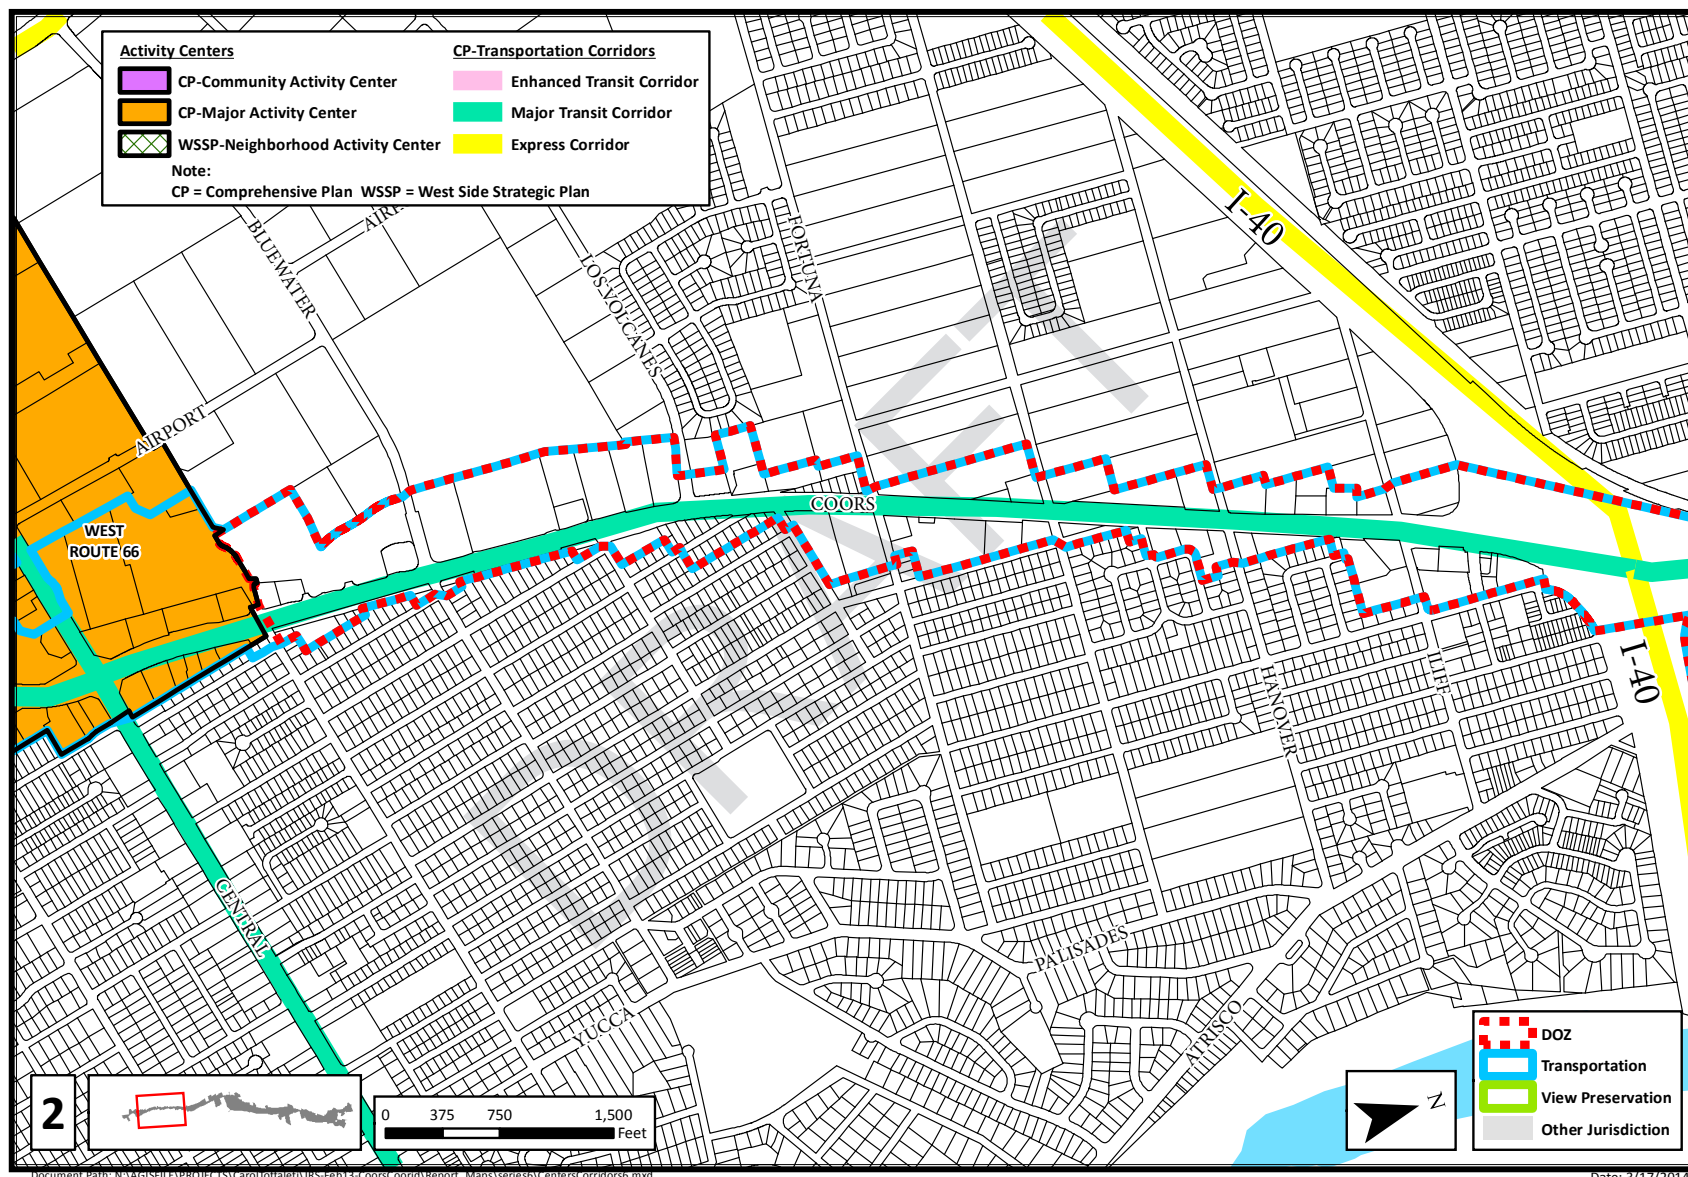 Activity Centers
CP-Community Activity Center
CP-Major Activity Center
WSSP-Neighborhood Activity Center
CP-Transportation Corridors
Enhanced Transit Corridor
Major Transit Corridor
Express Corridor
Note:
CP = Comprehensive Plan  WSSP = West Side Strategic Plan
BLUEWATER
LOS VOLCANES
FORTUNA
I-40
AIRPORT
WEST
ROUTE 66
COORS
DRAFT
HANOVER
ILIFF
I-40
CENTRAL
YUCCA
PALISADES
ATRISCO
2
0 375 750 1,500
Feet
N
DOZ
Transportation
View Preservation
Other Jurisdiction